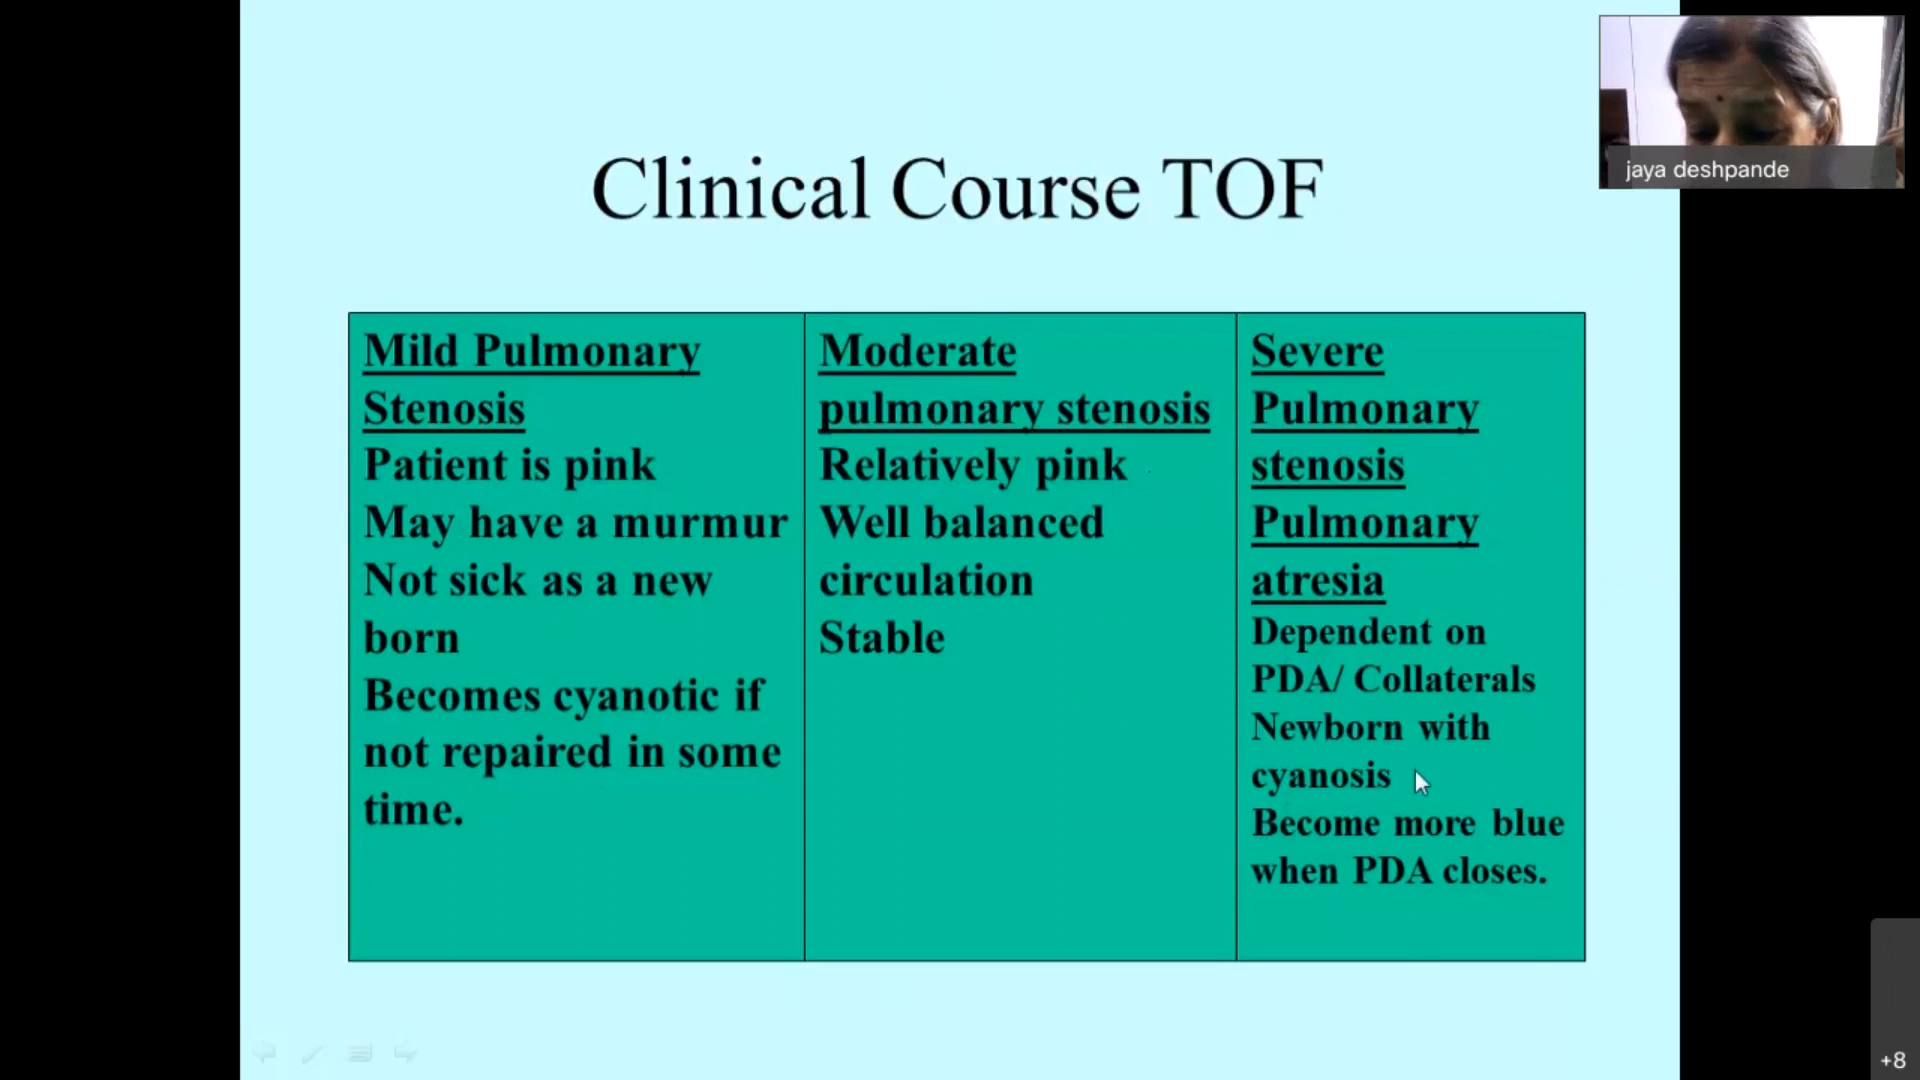 Clinical Course TOF
jaya deshpande
Mild Pulmonary
Stenosis
Patient is pink
May have a murmur
Not sick as a new
born
Becomes cyanotic if
not repaired in some
time.
Moderate
pulmonary stenosis
Relatively pink
Well balanced
circulation
Stable
Severe
Pulmonary
stenosis
Pulmonary
atresia
Dependent on
PDA/ Collaterals
Newborn with
cyanosis
Become more blue
when PDA closes.
+8